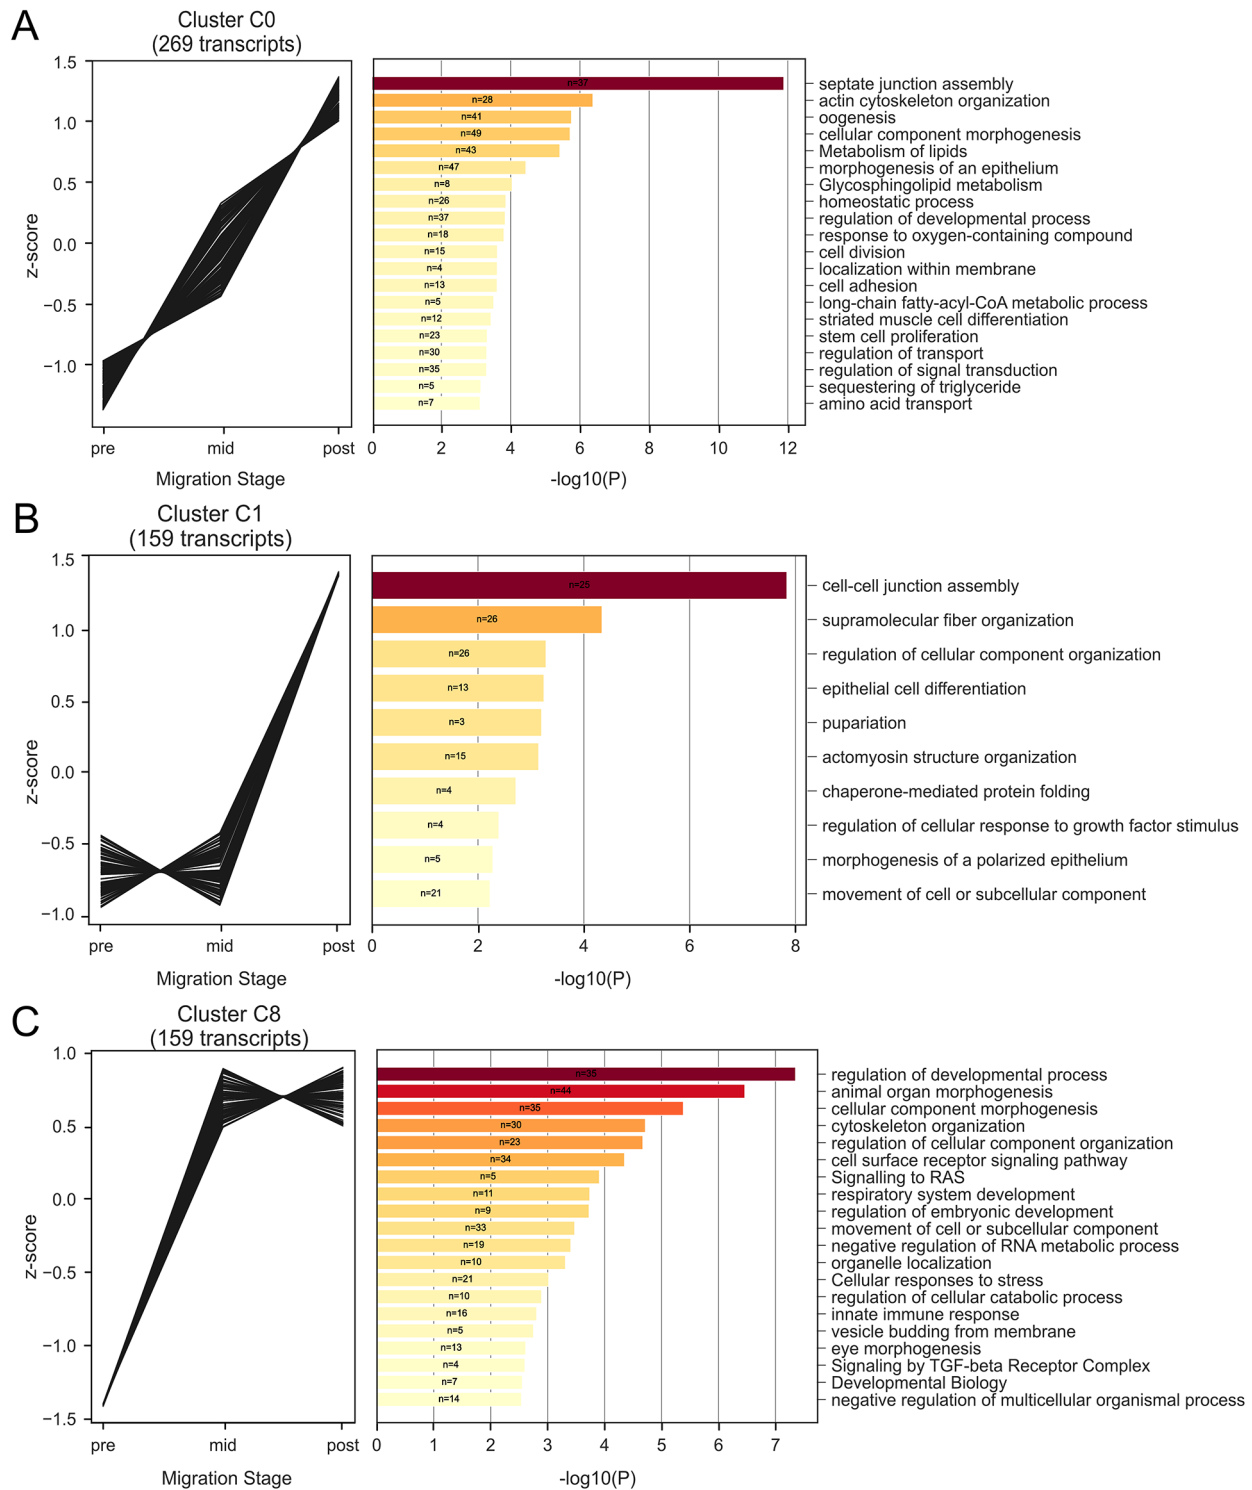 A
Cluster C0
(269 transcripts)
1.5
1.0
0.5
0.0
−0.5
−1.0
z-score
pre
mid
post
Migration Stage
n=37 septate junction assembly
n=28 actin cytoskeleton organization
n=41 oogenesis
n=49 cellular component morphogenesis
n=43 Metabolism of lipids
n=47 morphogenesis of an epithelium
n=8 Glycosphingolipid metabolism
n=26 homeostatic process
n=37 regulation of developmental process
n=18 response to oxygen-containing compound
n=15 cell division
n=4 localization within membrane
n=13 cell adhesion
n=5 long-chain fatty-acyl-CoA metabolic process
n=12 striated muscle cell differentiation
n=23 stem cell proliferation
n=30 regulation of transport
n=35 regulation of signal transduction
n=5 sequestering of triglyceride
n=7 amino acid transport
0 2 4 6 8 10 12
-log10(P)
B
Cluster C1
(159 transcripts)
1.5
1.0
0.5
0.0
−0.5
−1.0
z-score
pre
mid
post
Migration Stage
n=25 cell-cell junction assembly
n=26 supramolecular fiber organization
n=26 regulation of cellular component organization
n=13 epithelial cell differentiation
n=3 pupariation
n=15 actomyosin structure organization
n=4 chaperone-mediated protein folding
n=4 regulation of cellular response to growth factor stimulus
n=5 morphogenesis of a polarized epithelium
n=21 movement of cell or subcellular component
0 2 4 6 8
-log10(P)
C
Cluster C8
(159 transcripts)
1.0
0.5
0.0
−0.5
−1.0
−1.5
z-score
pre
mid
post
Migration Stage
n=35 regulation of developmental process
n=44 animal organ morphogenesis
n=35 cellular component morphogenesis
n=30 cytoskeleton organization
n=23 regulation of cellular component organization
n=34 cell surface receptor signaling pathway
n=5 Signalling to RAS
n=11 respiratory system development
n=9 regulation of embryonic development
n=33 movement of cell or subcellular component
n=19 negative regulation of RNA metabolic process
n=10 organelle localization
n=21 Cellular responses to stress
n=10 regulation of cellular catabolic process
n=16 innate immune response
n=5 vesicle budding from membrane
n=13 eye morphogenesis
n=4 Signaling by TGF-beta Receptor Complex
n=7 Developmental Biology
n=14 negative regulation of multicellular organismal process
0 1 2 3 4 5 6 7
-log10(P)